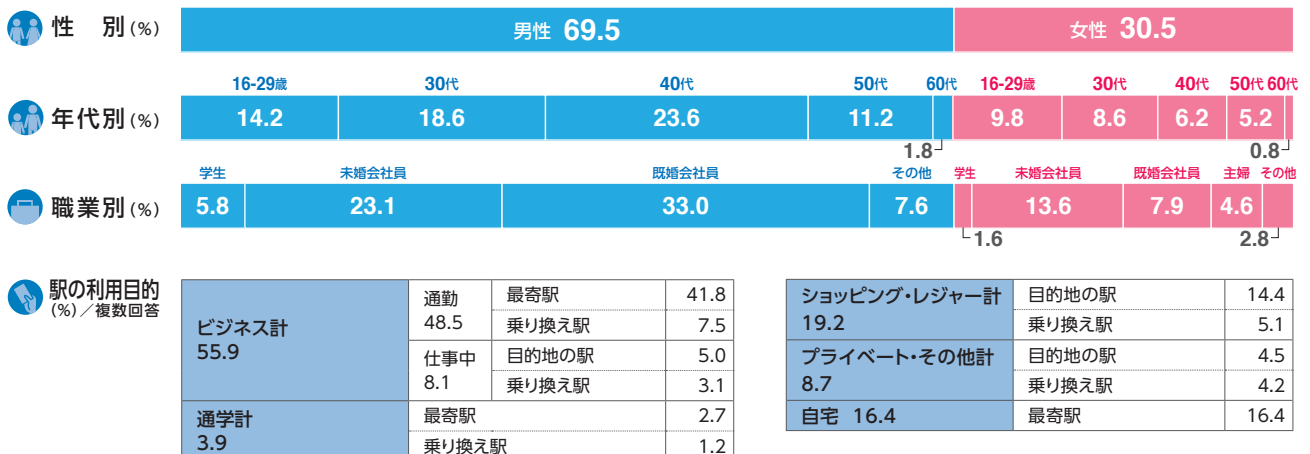 性 別(%)
男性 69.5 女性 30.5
16-29歳 30代 40代 50代 60代 16-29歳 30代 40代 50代 60代
年代別(%)
14.2 18.6 23.6 11.2 9.8 8.6 6.2 5.2
1.8 0.8
学生 未婚会社員 既婚会社員 その他 学生 未婚会社員 既婚会社員 主婦 その他
職業別(%)
5.8 23.1 33.0 7.6 13.6 7.9 4.6
1.6 2.8
駅の利用目的
(%)/複数回答
ビジネス計
55.9
通勤
48.5
最寄駅 41.8
乗り換え駅 7.5
仕事中
8.1
目的地の駅 5.0
乗り換え駅 3.1
通学計
3.9
最寄駅 2.7
乗り換え駅 1.2
ショッピング・レジャー計
19.2
目的地の駅 14.4
乗り換え駅 5.1
プライベート・その他計
8.7
目的地の駅 4.5
乗り換え駅 4.2
自宅 16.4 最寄駅 16.4